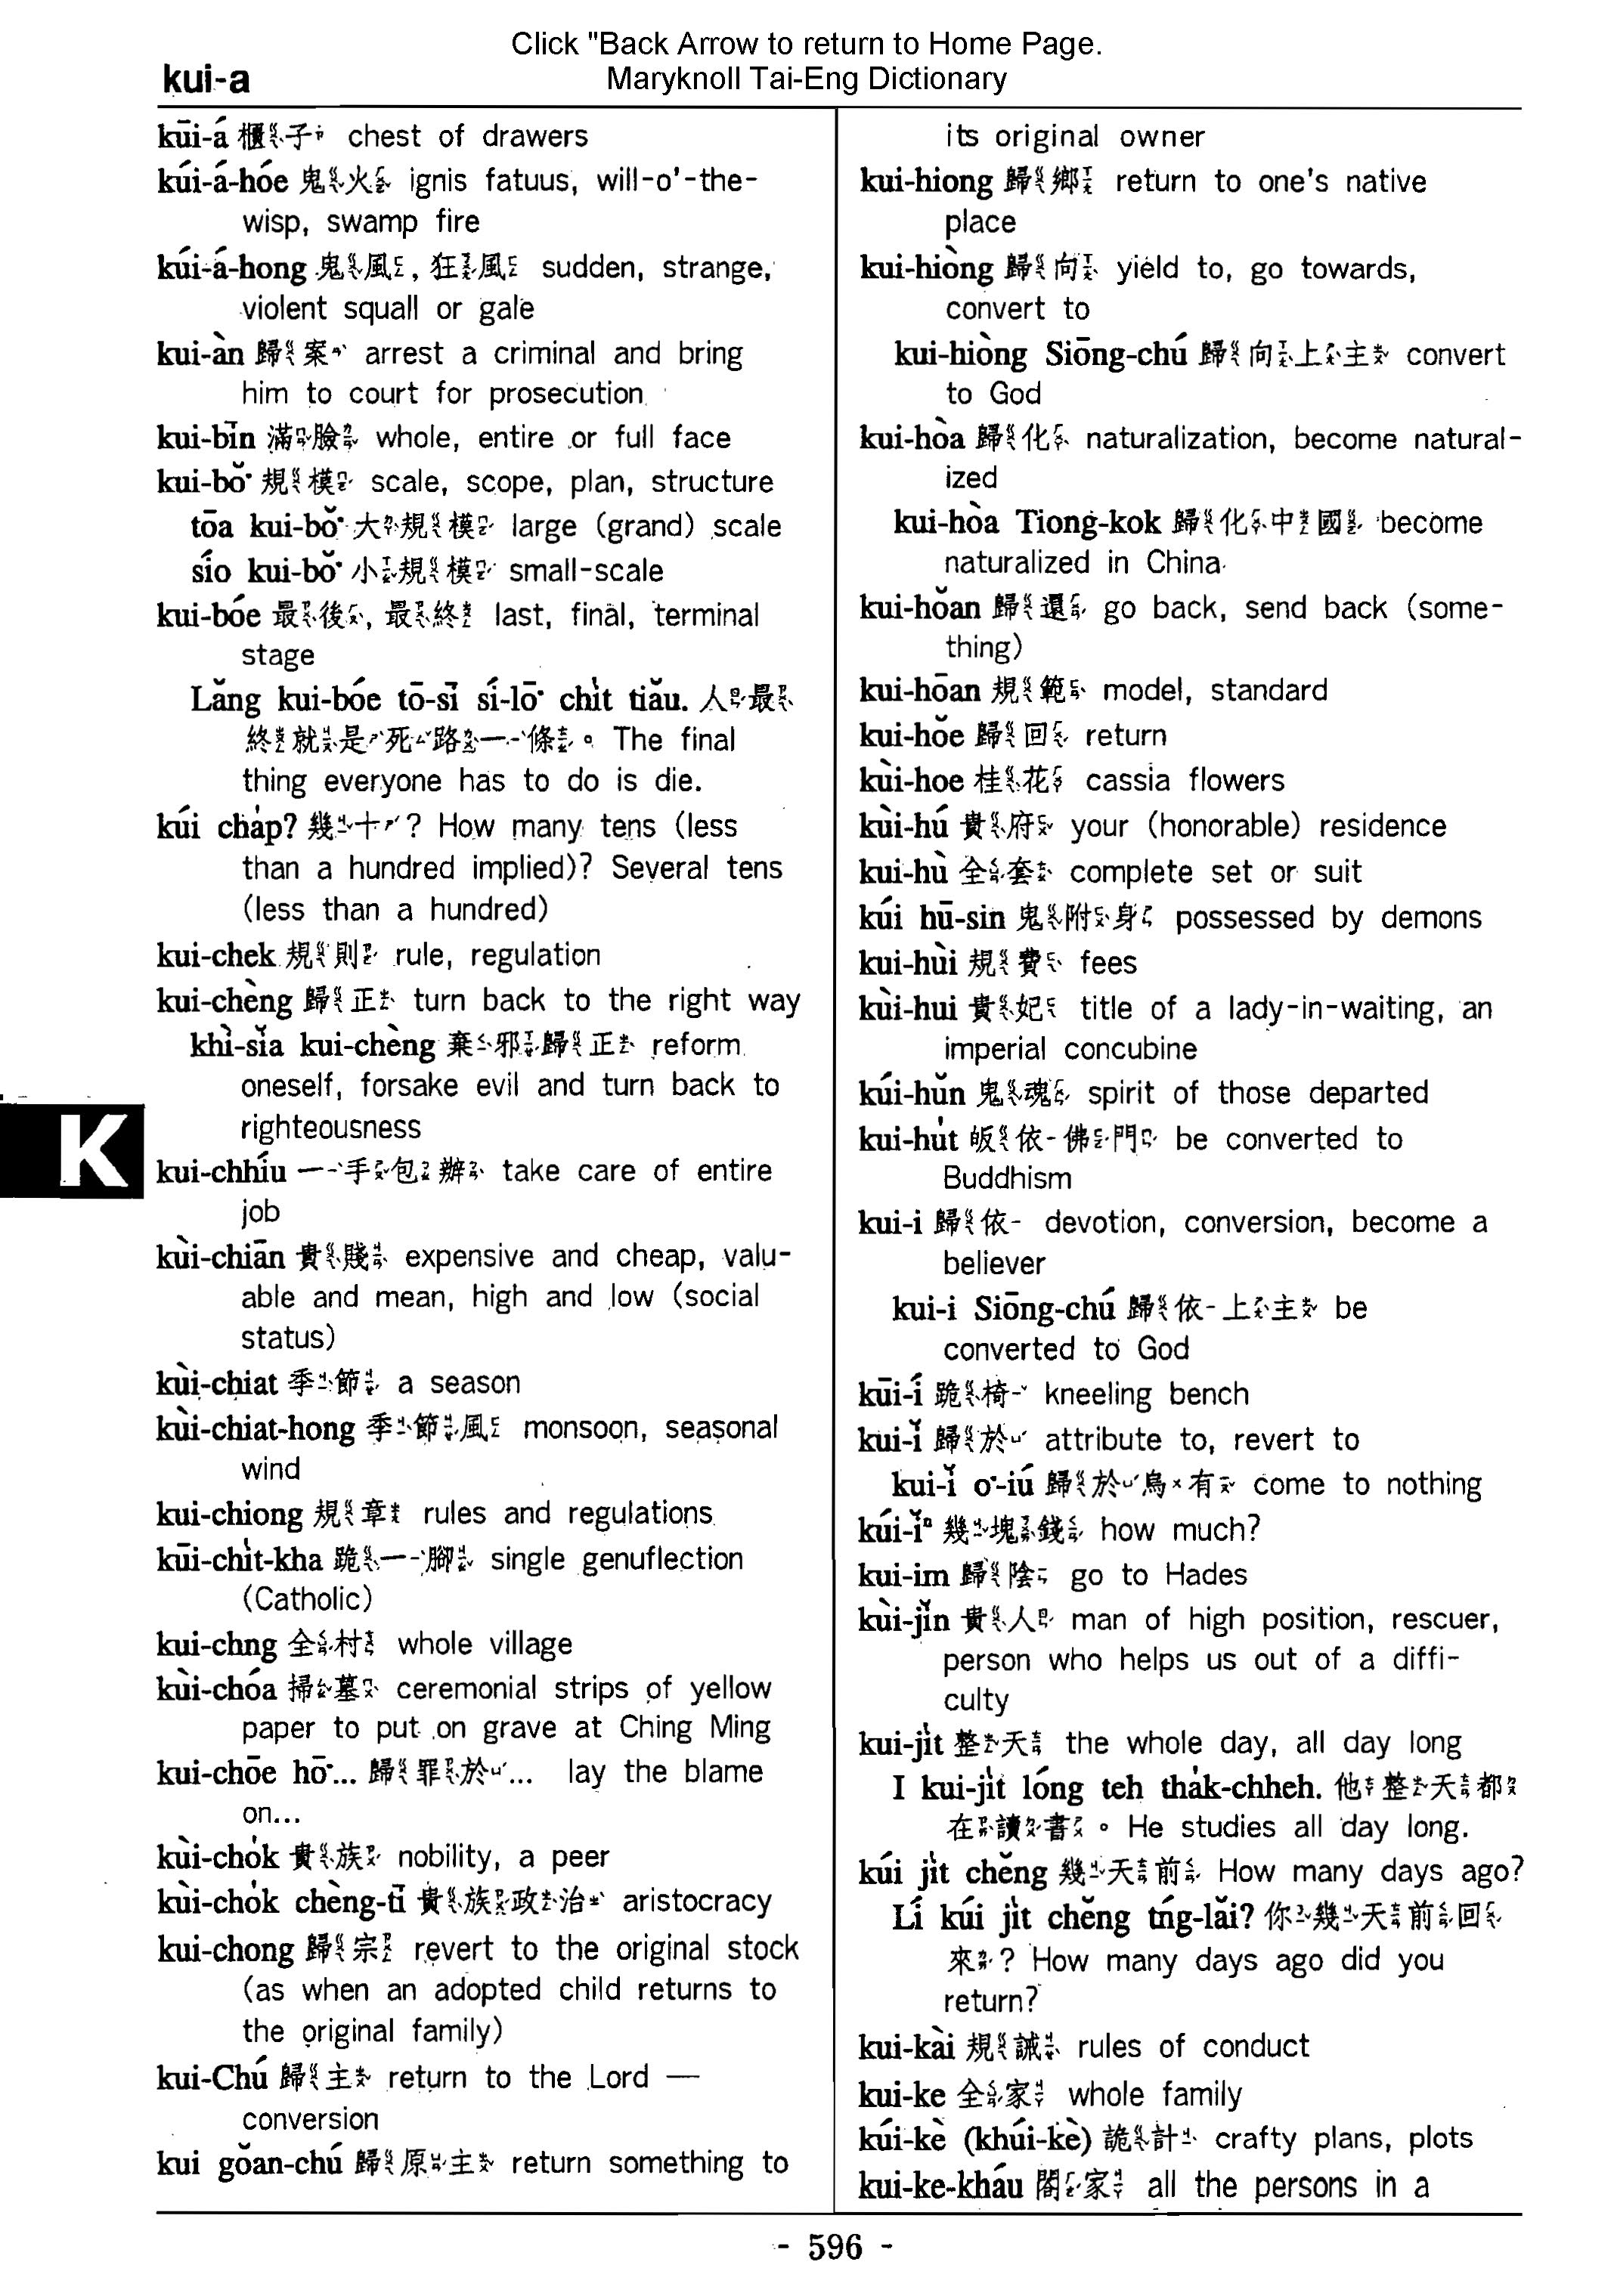 Click "Back Arrow to return to Home Page.
Maryknoll Tai-Eng Dictionary
kui-a
kūi-á 櫃子 chest of drawers
kúi-á-hóe 鬼火 ignis fatuus, will-o'-the-
wisp, swamp fire
kúi-á-hong 鬼風, 狂風 sudden, strange,
violent squall or gale
kui-àn 歸案 arrest a criminal and bring
him to court for prosecution
kui-bīn 滿臉 whole, entire or full face
kui-bŏ͘ 規模 scale, scope, plan, structure
tōa kui-bŏ͘ 大規模 large (grand) scale
sío kui-bŏ͘ 小規模 small-scale
kui-bóe 最後, 最終 last, final, terminal
stage
Lăng kui-bóe tō-sī sí-lō͘ chi̍t tiău. 人最
終就是死路一條。 The final
thing everyone has to do is die.
kúi cha̍p? 幾十? How many tens (less
than a hundred implied)? Several tens
(less than a hundred)
kui-chek 規則 rule, regulation
kui-chèng 歸正 turn back to the right way
khì-sĭa kui-chèng 棄邪歸正 reform
oneself, forsake evil and turn back to
righteousness
K
kui-chhíu 一手包辦 take care of entire
job
kùi-chiān 貴賤 expensive and cheap, valu-
able and mean, high and low (social
status)
kùi-chiat 季節 a season
kùi-chiat-hong 季節風 monsoon, seasonal
wind
kui-chiong 規章 rules and regulations
kūi-chi̍t-kha 跪一腳 single genuflection
(Catholic)
kui-chng 全村 whole village
kùi-chóa 掃墓 ceremonial strips of yellow
paper to put on grave at Ching Ming
kui-chōe hō͘... 歸罪於... lay the blame
on...
kùi-cho̍k 貴族 nobility, a peer
kùi-cho̍k chèng-tī 貴族政治 aristocracy
kui-chong 歸宗 revert to the original stock
(as when an adopted child returns to
the original family)
kui-Chú 歸主 return to the Lord —
conversion
kui gŏan-chú 歸原主 return something to
its original owner
kui-hiong 歸鄉 return to one's native
place
kui-hiòng 歸向 yield to, go towards,
convert to
kui-hiòng Siōng-chú 歸向上主 convert
to God
kui-hòa 歸化 naturalization, become natural-
ized
kui-hòa Tiong-kok 歸化中國 become
naturalized in China
kui-hŏan 歸還 go back, send back (some-
thing)
kui-hōan 規範 model, standard
kui-hŏe 歸回 return
kùi-hoe 桂花 cassia flowers
kùi-hú 貴府 your (honorable) residence
kui-hù 全套 complete set or suit
kúi hū-sin 鬼附身 possessed by demons
kui-hùi 規費 fees
kùi-hui 貴妃 title of a lady-in-waiting, an
imperial concubine
kúi-hŭn 鬼魂 spirit of those departed
kui-hu̍t 皈依佛門 be converted to
Buddhism
kui-i 歸依 devotion, conversion, become a
believer
kui-i Siōng-chú 歸依上主 be
converted to God
kūi-í 跪椅 kneeling bench
kui-ĭ 歸於 attribute to, revert to
kui-ĭ o͘-iú 歸於烏有 come to nothing
kúi-ĭⁿ 幾塊錢 how much?
kui-im 歸陰 go to Hades
kùi-jĭn 貴人 man of high position, rescuer,
person who helps us out of a diffi-
culty
kui-ji̍t 整天 the whole day, all day long
I kui-ji̍t lóng teh tha̍k-chheh. 他整天都
在讀書。 He studies all day long.
kúi ji̍t chĕng 幾天前 How many days ago?
Lí kúi ji̍t chĕng tńg-lăi? 你幾天前回
來? How many days ago did you
return?
kui-kài 規誡 rules of conduct
kui-ke 全家 whole family
kúi-kè (khúi-kè) 詭計 crafty plans, plots
kui-ke-kháu 閤家 all the persons in a
- 596 -